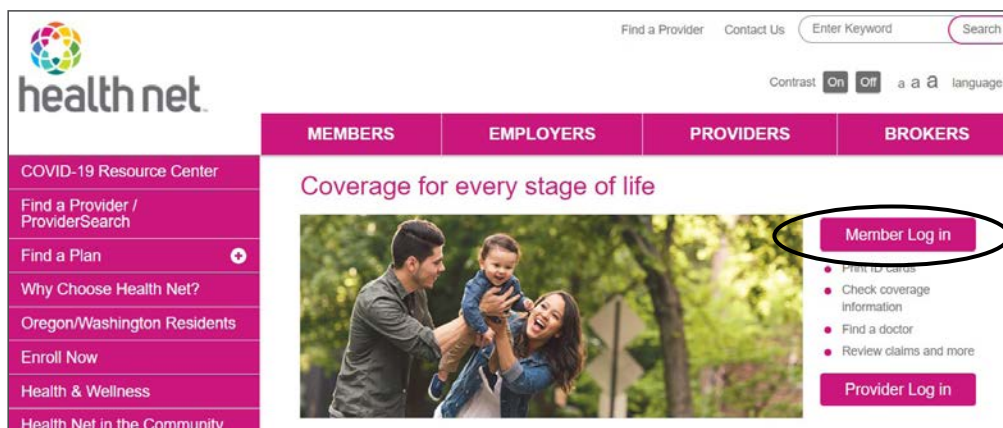 Find a Provider Contact Us Enter Keyword Search
health net
Contrast On Off a a a language
MEMBERS EMPLOYERS PROVIDERS BROKERS
COVID-19 Resource Center
Find a Provider /
ProviderSearch
Find a Plan
Why Choose Health Net?
Oregon/Washington Residents
Enroll Now
Health & Wellness
Health Net in the Community
Coverage for every stage of life
Member Log in
Print ID cards
Check coverage
information
Find a doctor
Review claims and more
Provider Log in